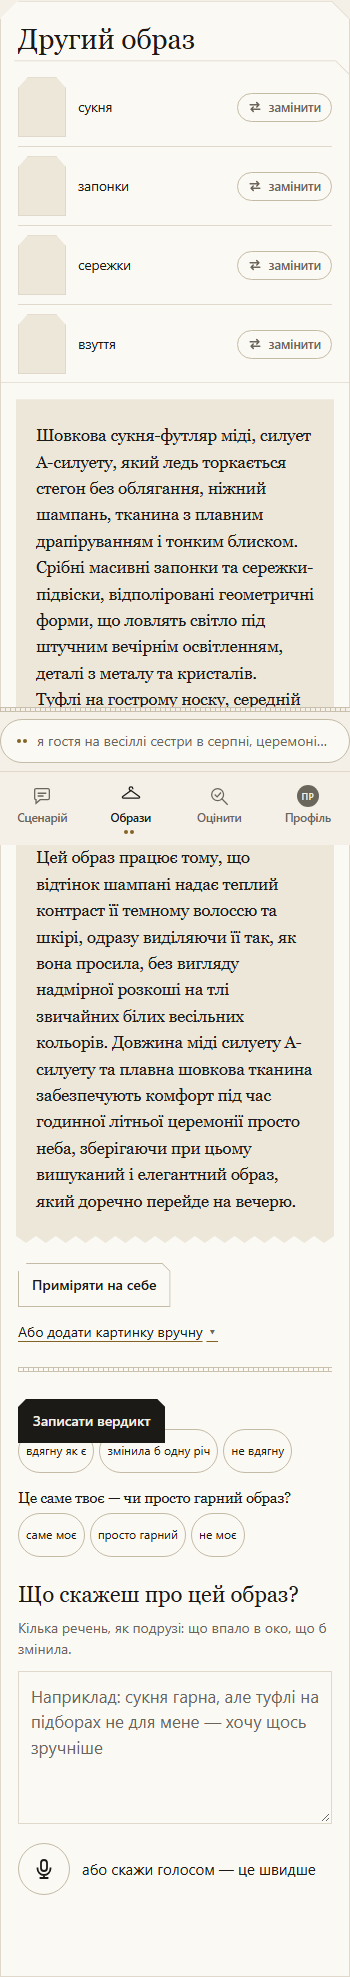 Другий образ
сукня
замінити
запонки
замінити
сережки
замінити
взуття
замінити
Шовкова сукня-футляр міді, силует
А-силуету, який ледь торкається
стегон без облягання, ніжний
шампань, тканина з плавним
драпіруванням і тонким блиском.
Срібні масивні запонки та сережки-
підвіски, відполіровані геометричні
форми, що ловлять світло під
штучним вечірнім освітленням,
деталі з металу та кристалів.
Туфлі на гострому носку, середній
я гостя на весіллі сестри в серпні, церемоні...
Сценарій
Образи
Оцінити
ПР
Профіль
Цей образ працює тому, що
відтінок шампані надає теплий
контраст її темному волоссю та
шкірі, одразу виділяючи її так, як
вона просила, без вигляду
надмірної розкоші на тлі
звичайних білих весільних
кольорів. Довжина міді силуету А-
силуету та плавна шовкова тканина
забезпечують комфорт під час
годинної літньої церемонії просто
неба, зберігаючи при цьому
вишуканий і елегантний образ,
який доречно перейде на вечерю.
Приміряти на себе
Або додати картинку вручну
Записати вердикт
вдягну як є
змінила б одну річ
не вдягну
Це саме твоє — чи просто гарний образ?
саме моє
просто гарний
не моє
Що скажеш про цей образ?
Кілька речень, як подрузі: що впало в око, що б
змінила.
Наприклад: сукня гарна, але туфлі на
підборах не для мене — хочу щось
зручніше
або скажи голосом — це швидше